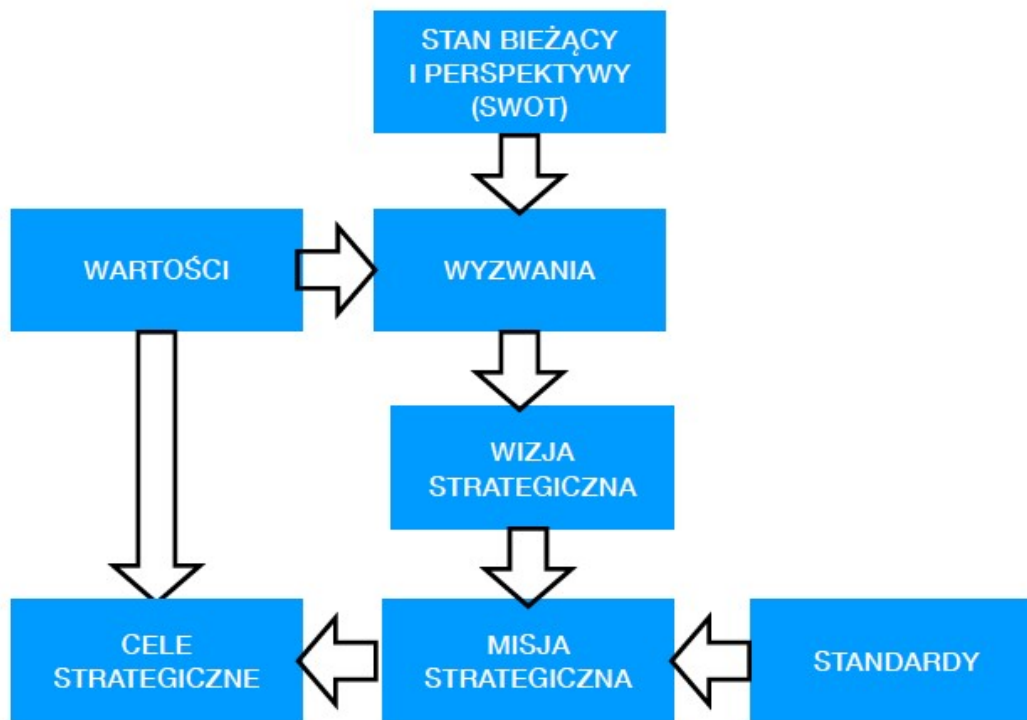 STAN BIEŻĄCY
I PERSPEKTYWY
(SWOT)
WARTOŚCI
WYZWANIA
WIZJA
STRATEGICZNA
CELE
STRATEGICZNE
MISJA
STRATEGICZNA
STANDARDY